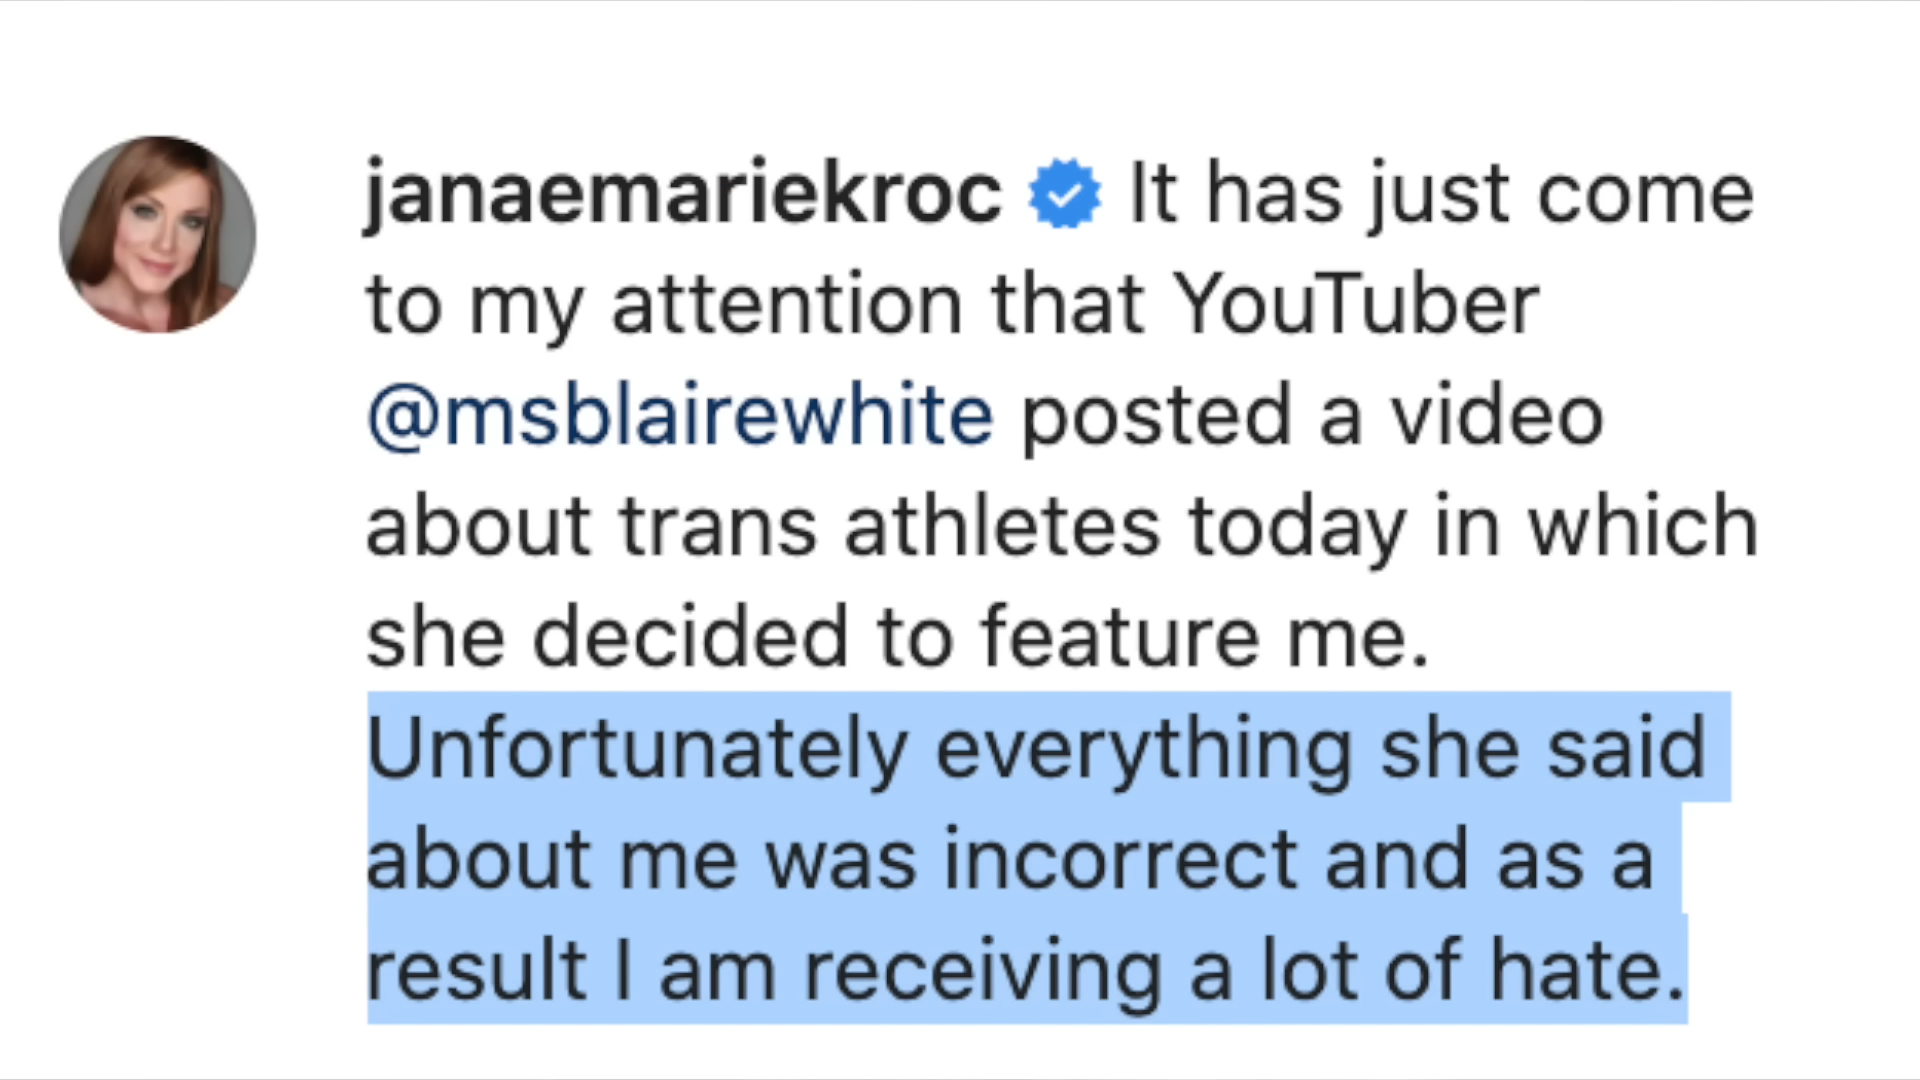 janaemariekroc It has just come
to my attention that YouTuber
@msblairewhite posted a video
about trans athletes today in which
she decided to feature me.
Unfortunately everything she said
about me was incorrect and as a
result I am receiving a lot of hate.